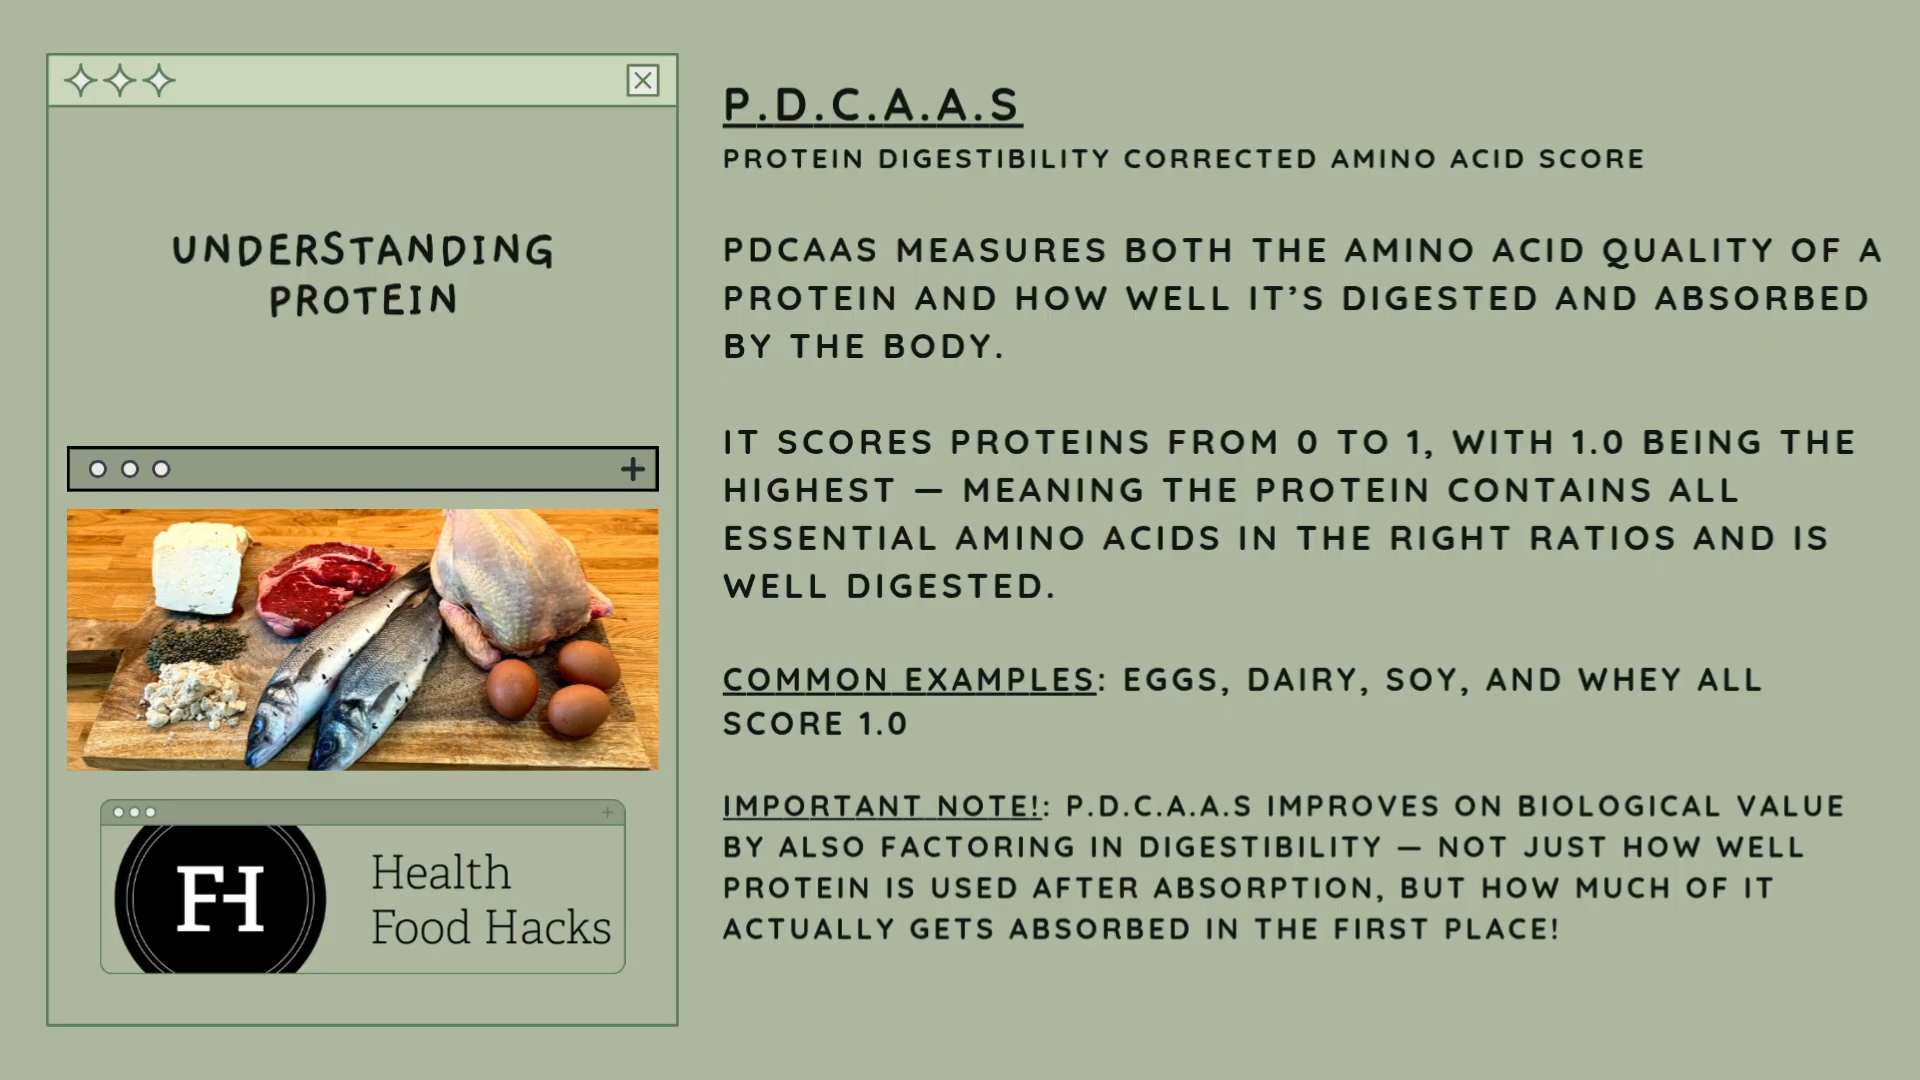 UNDERSTANDING
PROTEIN
FH
Health
Food Hacks
P.D.C.A.A.S
PROTEIN DIGESTIBILITY CORRECTED AMINO ACID SCORE
PDCAAS MEASURES BOTH THE AMINO ACID QUALITY OF A
PROTEIN AND HOW WELL IT’S DIGESTED AND ABSORBED
BY THE BODY.
IT SCORES PROTEINS FROM 0 TO 1, WITH 1.0 BEING THE
HIGHEST — MEANING THE PROTEIN CONTAINS ALL
ESSENTIAL AMINO ACIDS IN THE RIGHT RATIOS AND IS
WELL DIGESTED.
COMMON EXAMPLES: EGGS, DAIRY, SOY, AND WHEY ALL
SCORE 1.0
IMPORTANT NOTE!: P.D.C.A.A.S IMPROVES ON BIOLOGICAL VALUE
BY ALSO FACTORING IN DIGESTIBILITY — NOT JUST HOW WELL
PROTEIN IS USED AFTER ABSORPTION, BUT HOW MUCH OF IT
ACTUALLY GETS ABSORBED IN THE FIRST PLACE!